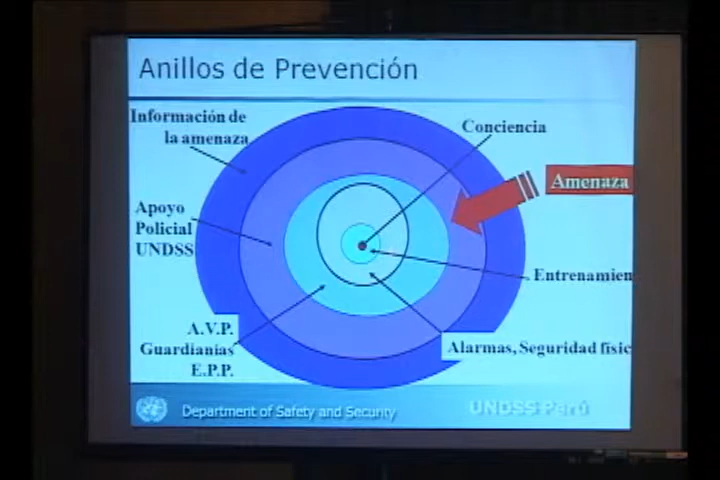 Anillos de Prevención
Información de
la amenaza
Conciencia
Amenaza
Apoyo
Policial
UNDSS
Entrenamien
A.V.P.
Guardianías
E.P.P.
Alarmas, Seguridad físic
Department of Safety and Security
UNDSS Perú